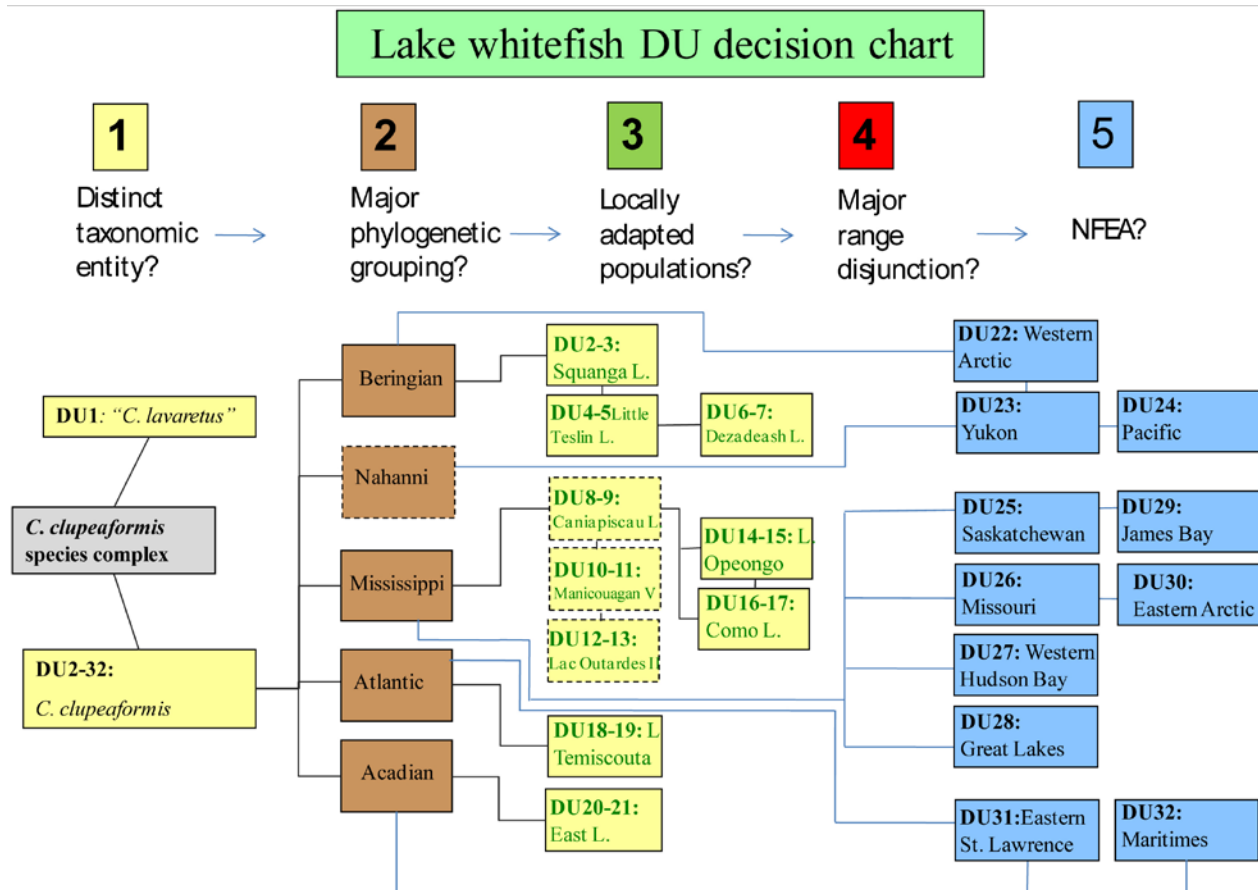 Lake whitefish DU decision chart
1
2
3
4
5
Distinct
taxonomic
entity?
Major
phylogenetic
grouping?
Locally
adapted
populations?
Major
range
disjunction?
NFEA?
DU1: “C. lavaretus”
C. clupeaformis
species complex
DU2-32:
C. clupeaformis
Beringian
Nahanni
Mississippi
Atlantic
Acadian
DU2-3:
Squanga L.
DU4-5Little
Teslin L.
DU6-7:
Dezadeash L.
DU8-9:
Caniapiscau L
DU10-11:
Manicouagan V
DU12-13:
Lac Outardes II
DU14-15: L.
Opeongo
DU16-17:
Como L.
DU18-19: L
Temiscouta
DU20-21:
East L.
DU22: Western
Arctic
DU23:
Yukon
DU24:
Pacific
DU25:
Saskatchewan
DU29:
James Bay
DU26:
Missouri
DU30:
Eastern Arctic
DU27: Western
Hudson Bay
DU28:
Great Lakes
DU31:Eastern
St. Lawrence
DU32:
Maritimes